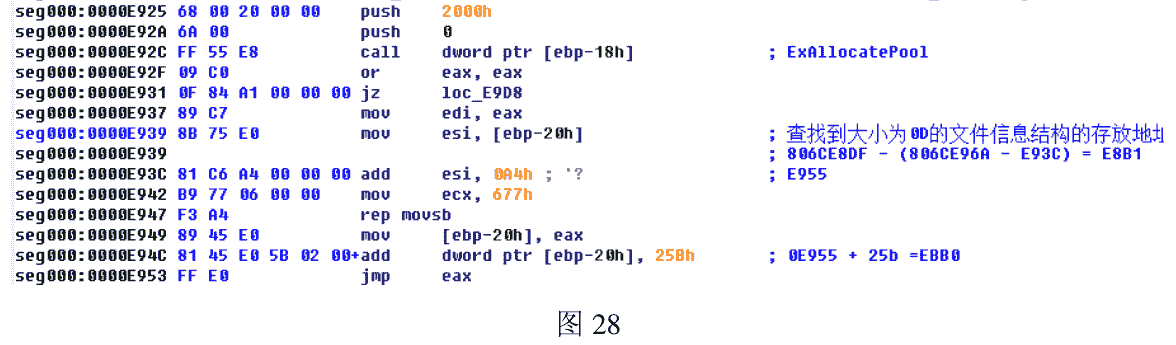 seg000:0000E925 68 00 20 00 00 push 2000h
seg000:0000E92A 6A 00 push 0
seg000:0000E92C FF 55 E8 call dword ptr [ebp-18h] ; ExAllocatePool
seg000:0000E92F 09 C0 or eax, eax
seg000:0000E931 0F 84 A1 00 00 00 jz loc_E9D8
seg000:0000E937 89 C7 mov edi, eax
seg000:0000E939 8B 75 E0 mov esi, [ebp-20h] ; 查找到大小为0D的文件信息结构的存放地址
seg000:0000E939 ; 806CE8DF - (806CE96A - E93C) = E8B1
seg000:0000E93C 81 C6 A4 00 00 00 add esi, 0A4h ; '? ; E955
seg000:0000E942 B9 77 06 00 00 mov ecx, 677h
seg000:0000E947 F3 A4 rep movsb
seg000:0000E949 89 45 E0 mov [ebp-20h], eax
seg000:0000E94C 81 45 E0 5B 02 00+add dword ptr [ebp-20h], 25Bh ; 0E955 + 25b =EBB0
seg000:0000E953 FF E0 jmp eax
图 28